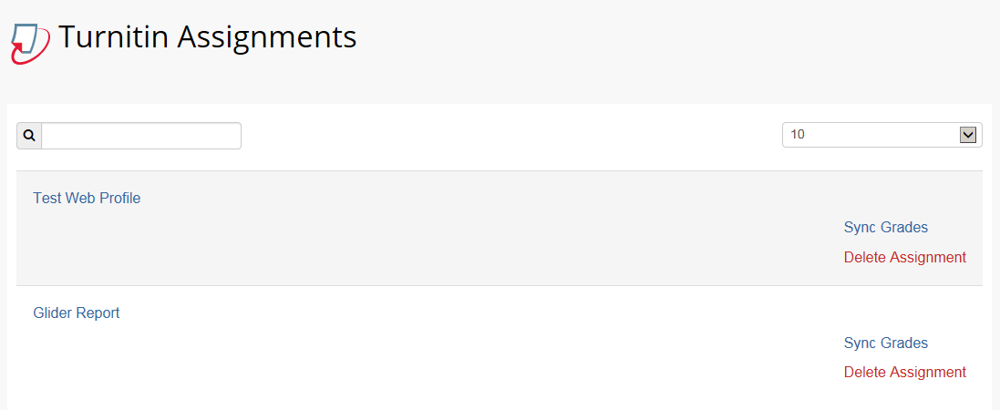 Turnitin Assignments
10
Test Web Profile
Sync Grades
Delete Assignment
Glider Report
Sync Grades
Delete Assignment